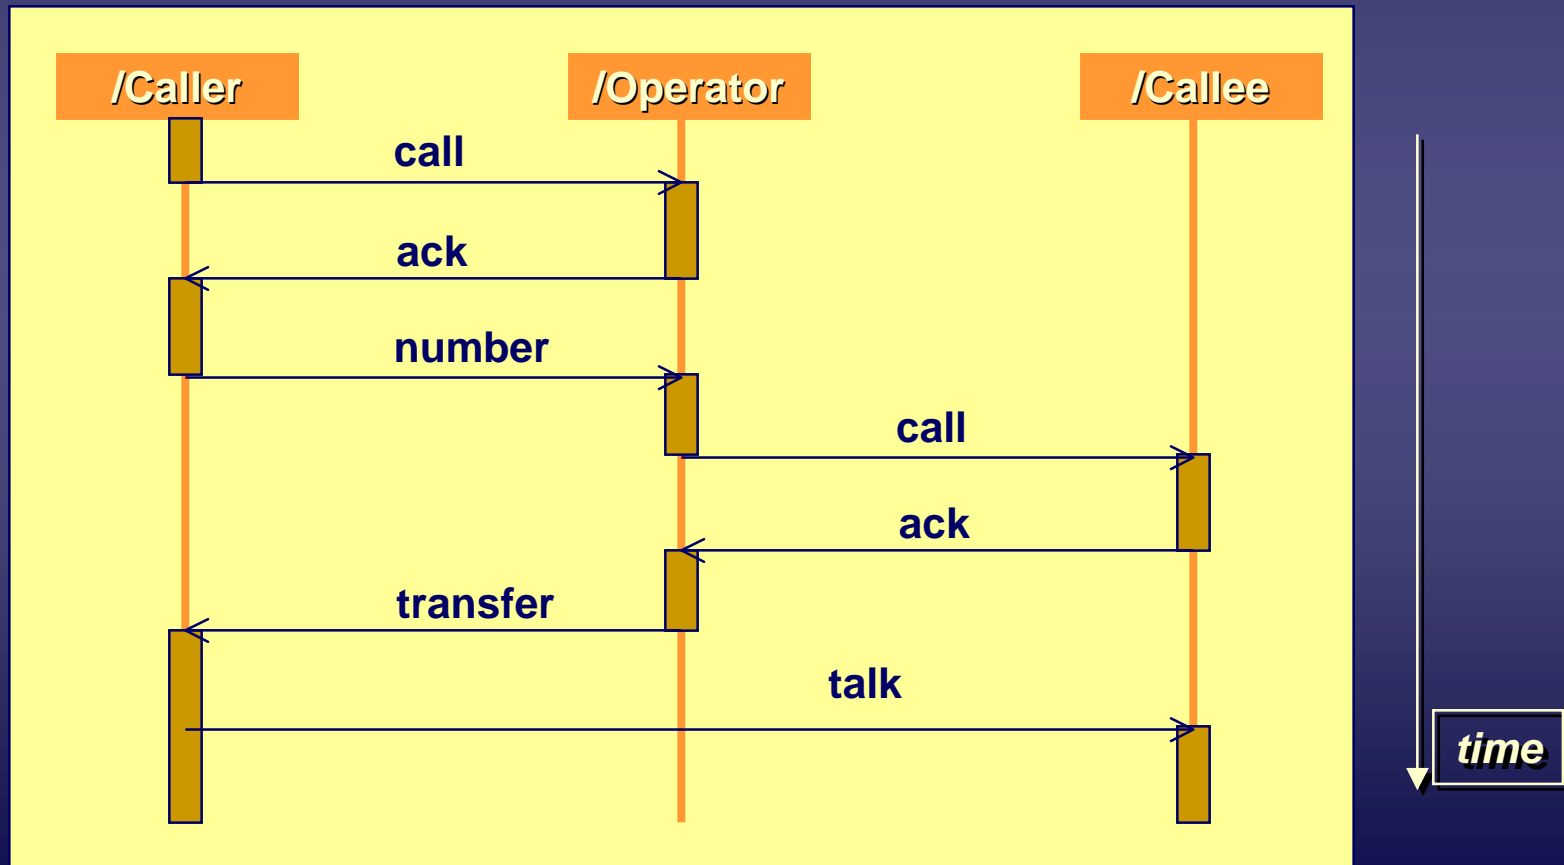 /Caller
/Operator
/Callee
call
ack
number
call
ack
transfer
talk
time